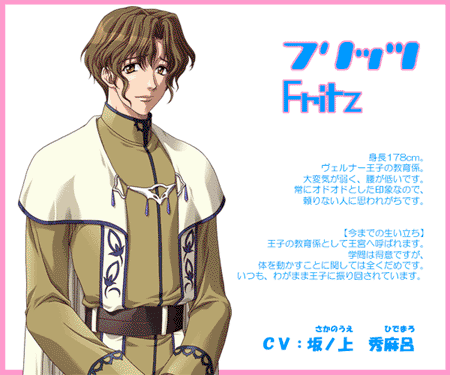 フリッツ
Fritz
身長178cm。
ヴェルナー王子の教育係。
大変気が弱く、腰が低いです。
常にオドオドとした印象なので、
頼りない人に思われがちです。
【今までの生い立ち】
王子の教育係として王宮へ呼ばれます。
学問は得意ですが、
体を動かすことに関しては全くだめです。
いつも、わがまま王子に振り回されています。
さかのうえ ひでまろ
CV：坂ノ上 秀麻呂